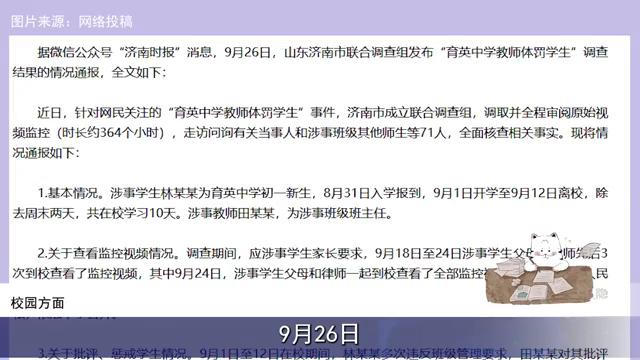 图片来源：网络投稿
据微信公众号“济南时报”消息，9月26日，山东济南市联合调查组发布“育英中学教师体罚学生”调查
结果的情况通报，全文如下：
近日，针对网民关注的“育英中学教师体罚学生”事件，济南市成立联合调查组，调取并全程审阅原始视
频监控（时长约364个小时），走访问询有关当事人和涉事班级其他师生等71人，全面核查相关事实。现将情
况通报如下：
1.基本情况。涉事学生林某某为育英中学初一新生，8月31日入学报到，9月1日开学至9月12日离校，除
去周末两天，共在校学习10天。涉事教师田某某，为涉事班级班主任。
2.关于查看监控视频情况。调查期间，应涉事学生家长要求，9月18日至24日涉事学生父母
师先后3
次到校查看了监控视频，其中9月24日，涉事学生父母和律师一起到校查看了全部监控
民
隐
校园方面
9月26日
3.关于批评、惩戒学生情况。9月1日至12日在校期间，林某某多次违反班级管理要求，田某某对其批评